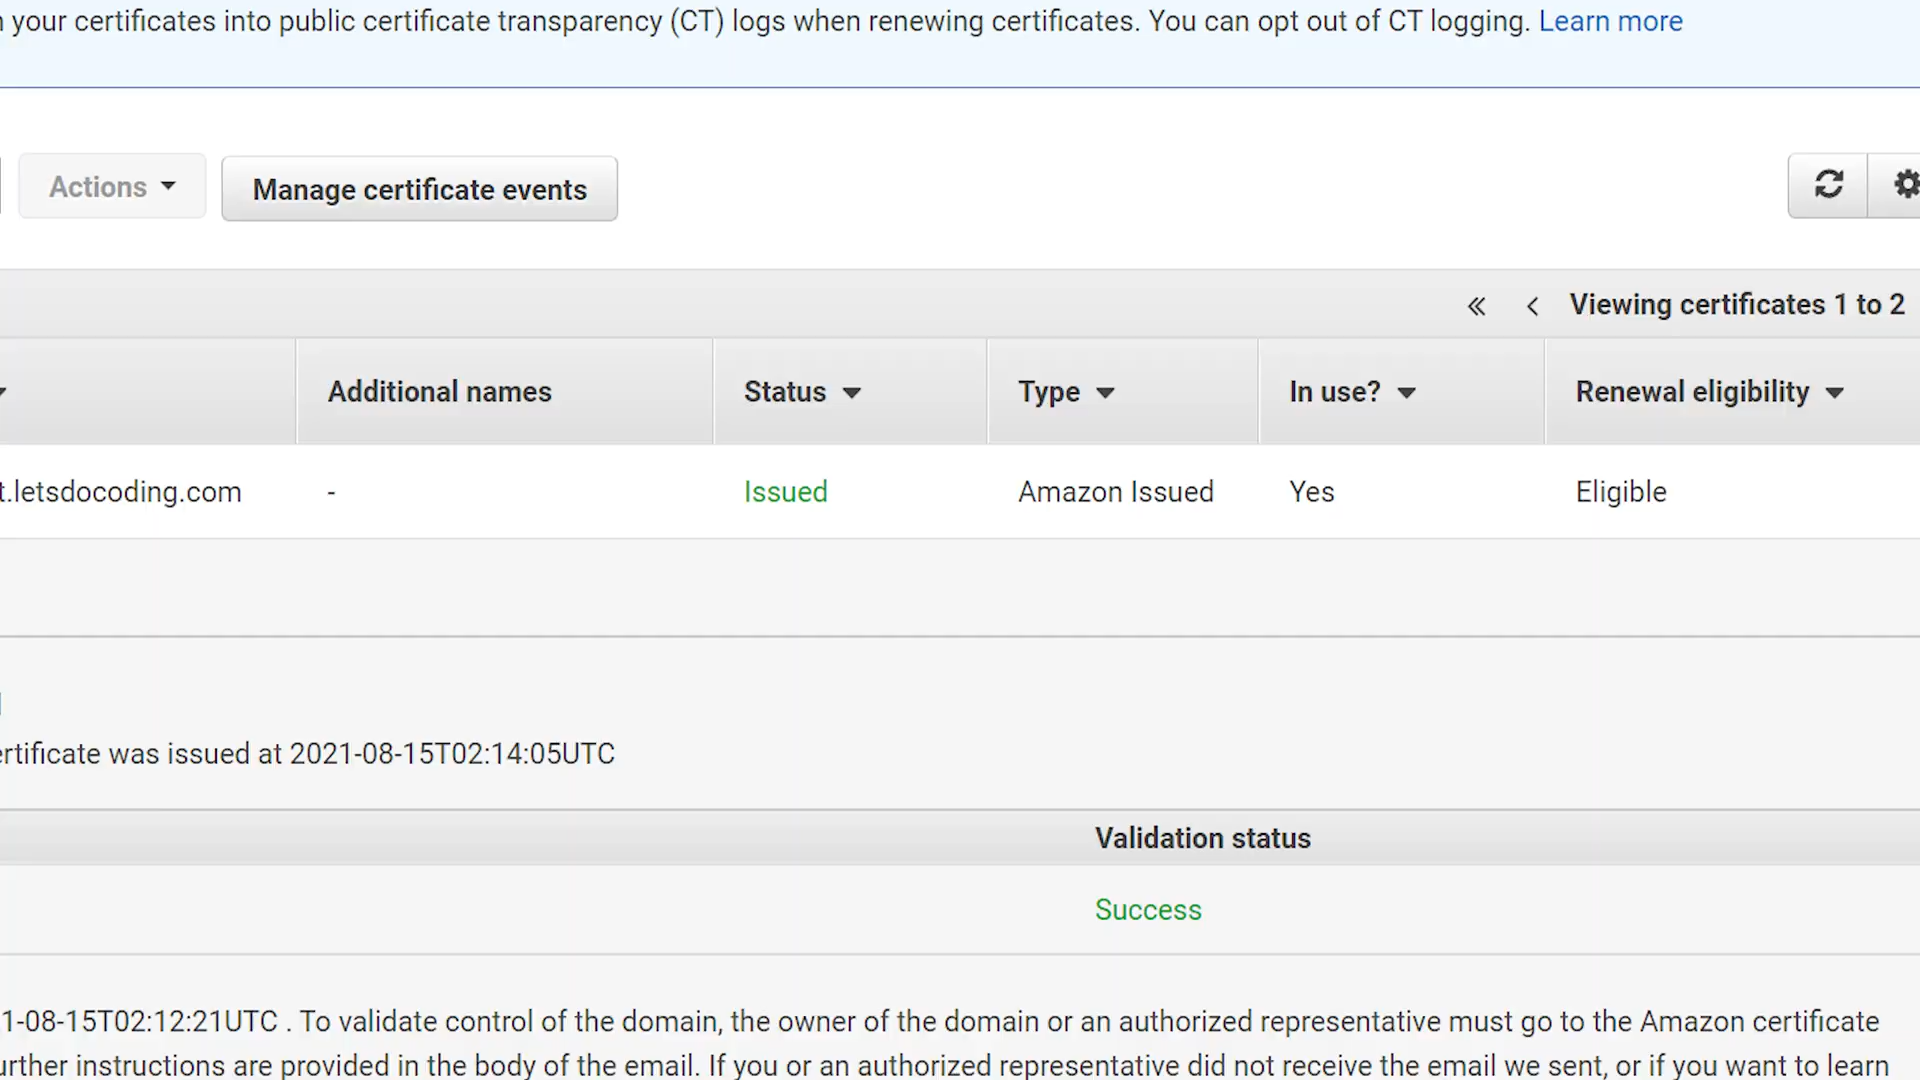 your certificates into public certificate transparency (CT) logs when renewing certificates. You can opt out of CT logging. Learn more
Actions
Manage certificate events
« < Viewing certificates 1 to 2
Additional names
Status
Type
In use?
Renewal eligibility
t.letsdocoding.com
-
Issued
Amazon Issued
Yes
Eligible
ertificate was issued at 2021-08-15T02:14:05UTC
Validation status
Success
1-08-15T02:12:21UTC . To validate control of the domain, the owner of the domain or an authorized representative must go to the Amazon certificate
urther instructions are provided in the body of the email. If you or an authorized representative did not receive the email we sent, or if you want to learn